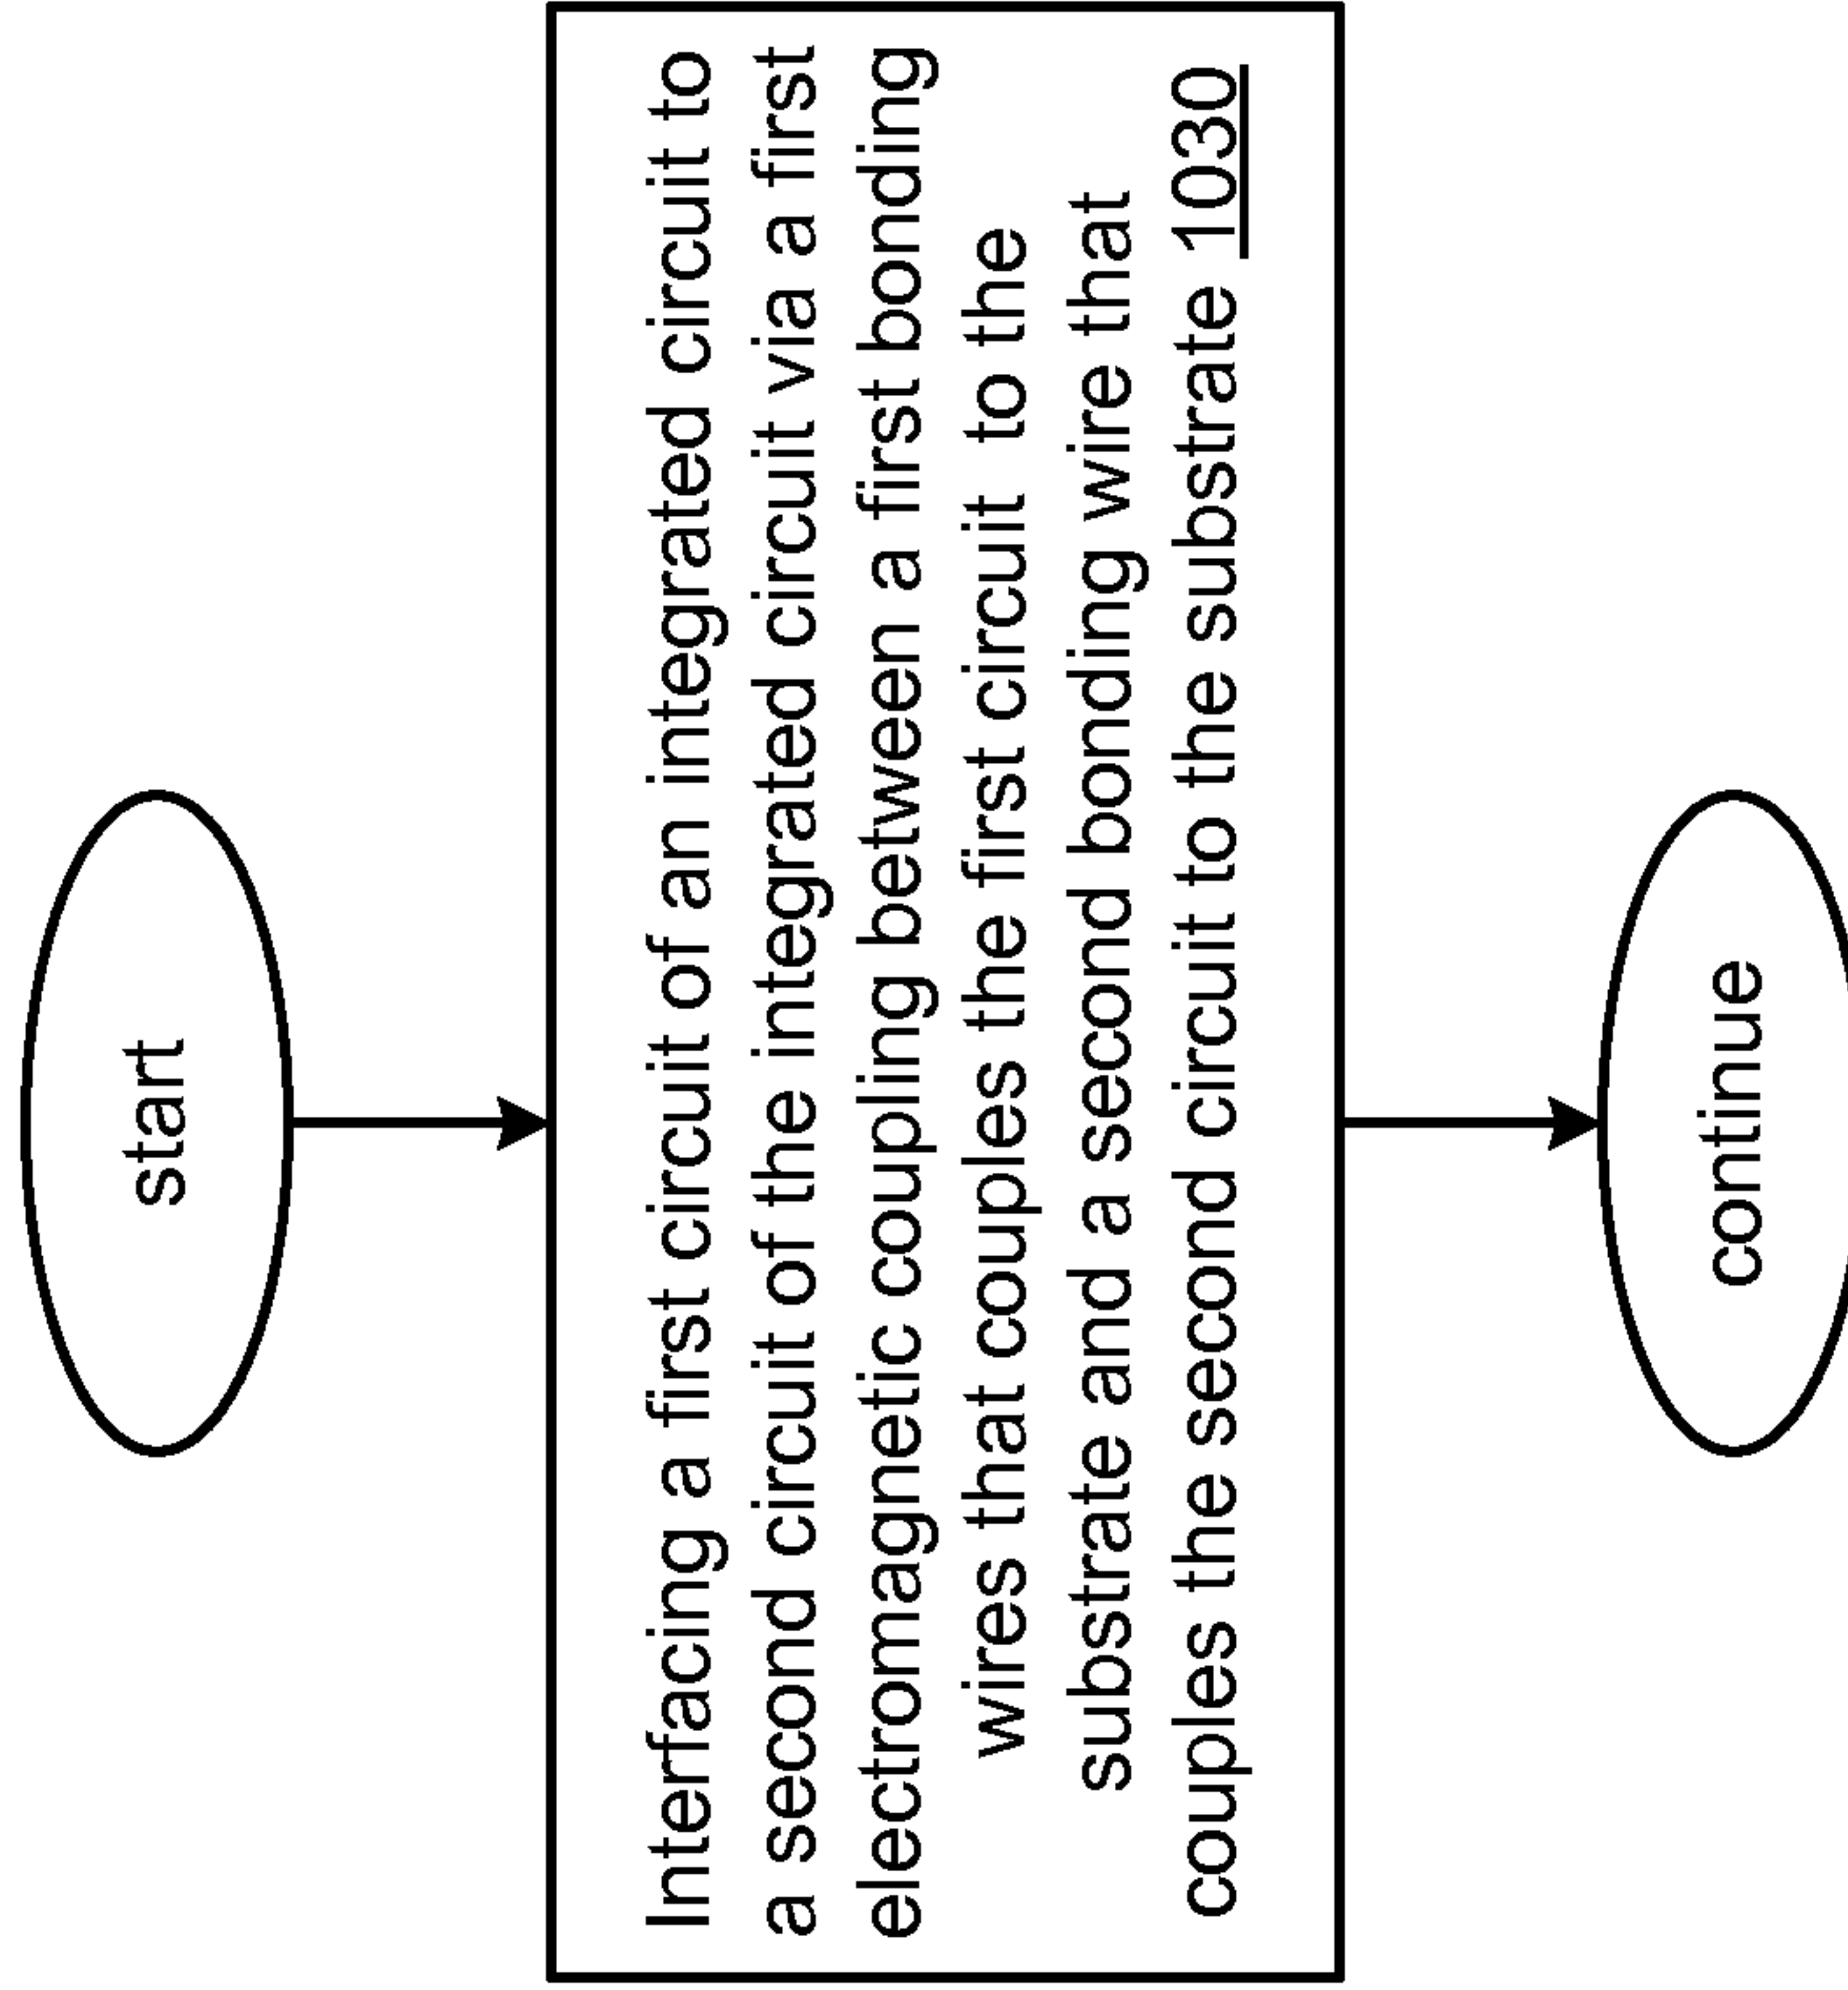 start
Interfacing a first circuit of an integrated circuit to
a second circuit of the integrated circuit via a first
electromagnetic coupling between a first bonding
wires that couples the first circuit to the
substrate and a second bonding wire that
couples the second circuit to the substrate 1030
continue